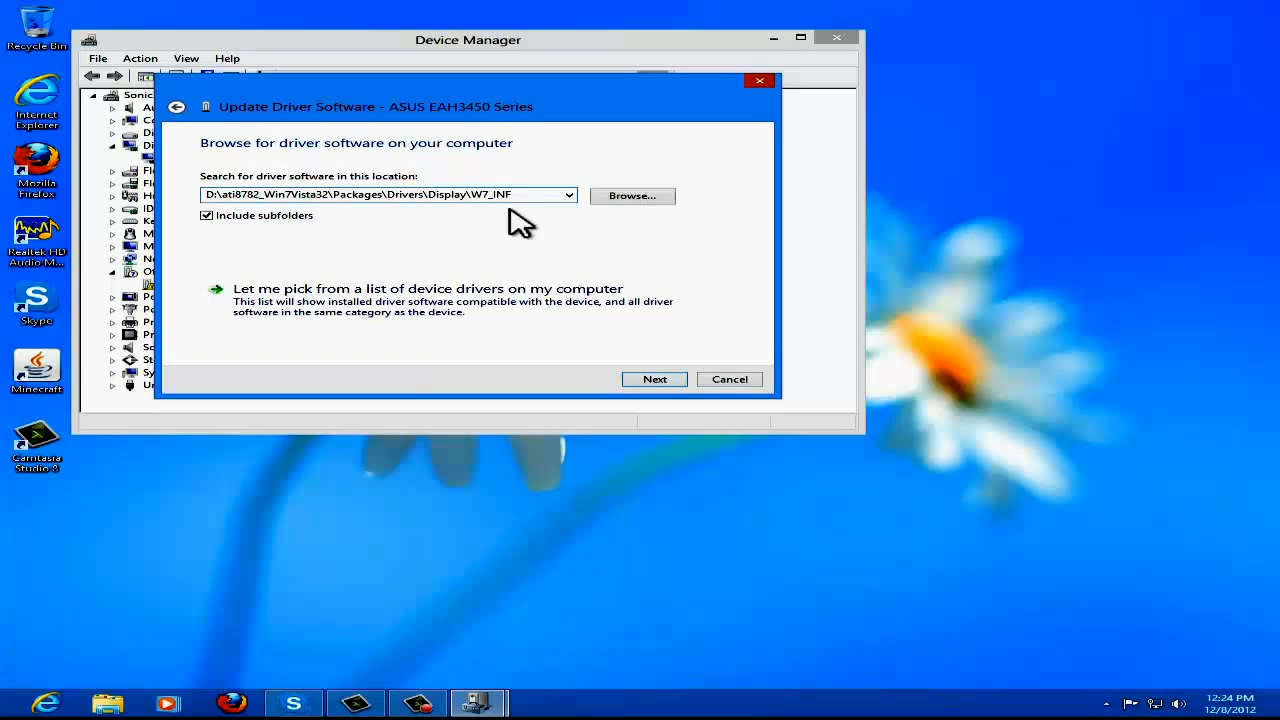 Recycle Bin
Internet
Explorer
Mozilla
Firefox
Realtek HD
Audio M...
Skype
Minecraft
Camtasia
Studio 8
Device Manager
File Action View Help
Update Driver Software - ASUS EAH3450 Series
Browse for driver software on your computer
Search for driver software in this location:
D:\ati8782_Win7Vista32\Packages\Drivers\Display\W7_INF
Browse...
Include subfolders
Let me pick from a list of device drivers on my computer
This list will show installed driver software compatible with the device, and all driver
software in the same category as the device.
Next Cancel
Sonic
12:24 PM
12/8/2012